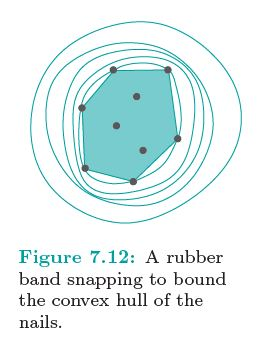 Figure 7.12: A rubber
band snapping to bound
the convex hull of the
nails.